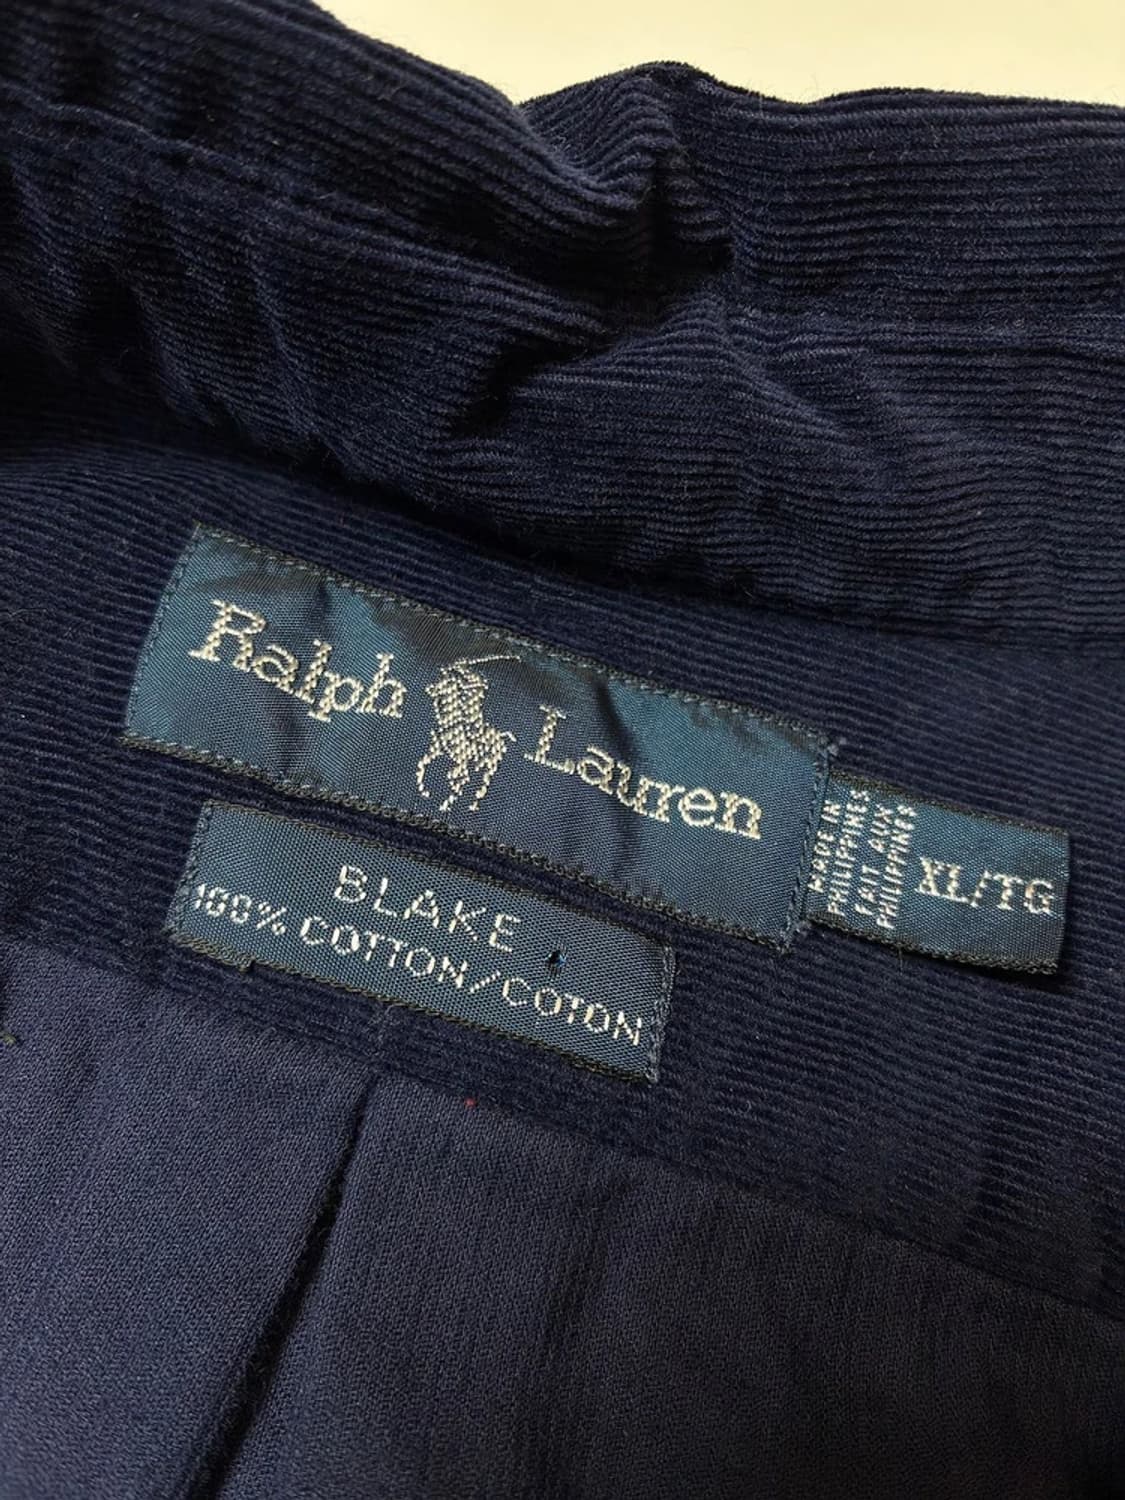 Ralph Lauren
MADE IN
PHILIPPINES
FAIT AUX
PHILIPPINES
XL/TG
BLAKE
100% COTTON/COTON